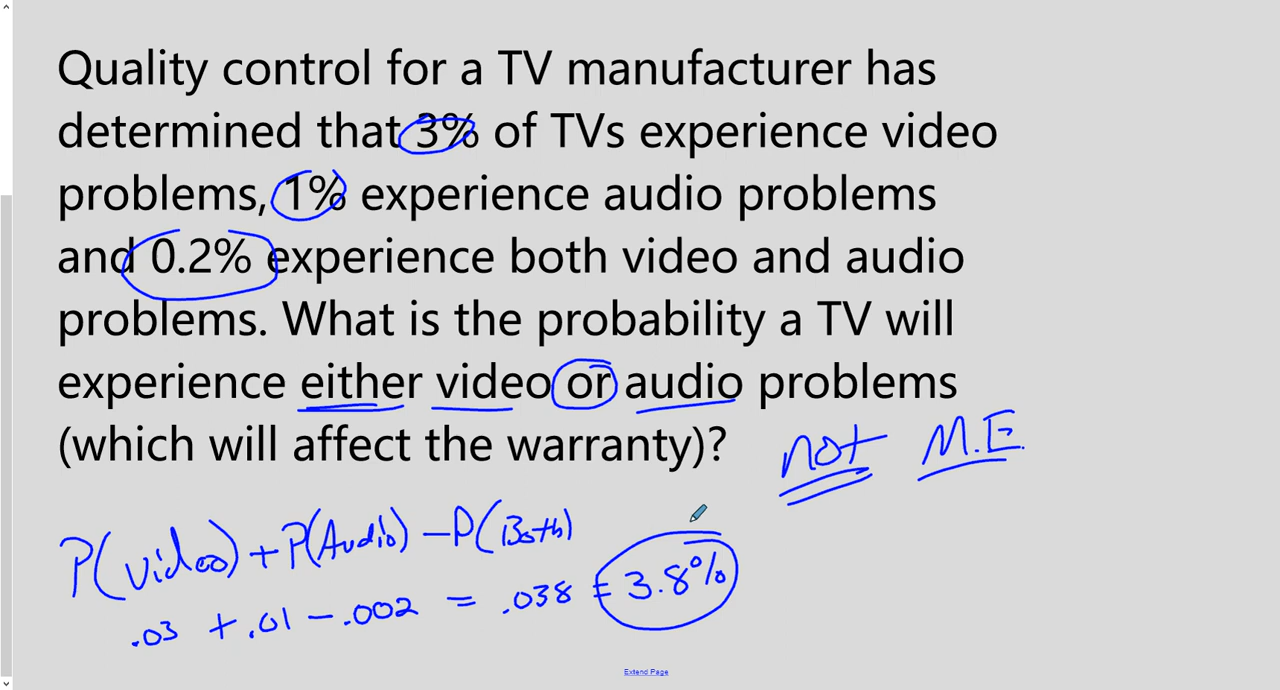 Quality control for a TV manufacturer has
determined that 3% of TVs experience video
problems, 1% experience audio problems
and 0.2% experience both video and audio
problems. What is the probability a TV will
experience either video or audio problems
(which will affect the warranty)? not M.E.
P(Video) + P(Audio) - P(Both)
.03 + .01 - .002 = .038 = 3.8%
Extend Page